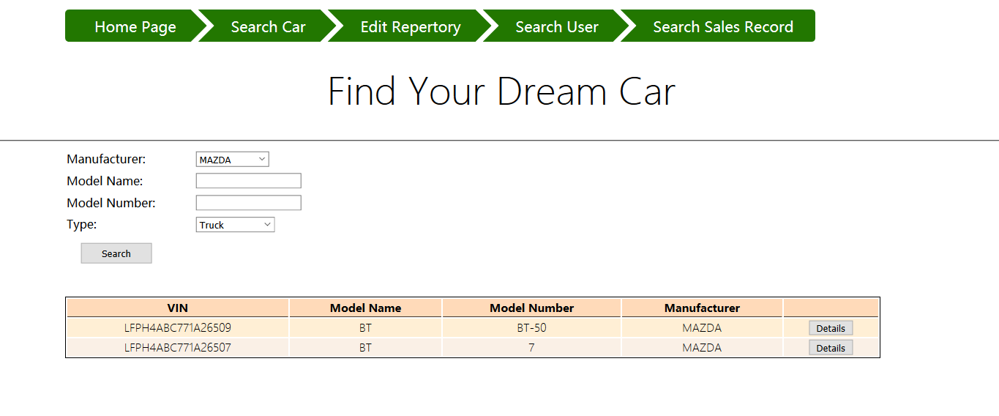 Home Page Search Car Edit Repertory Search User Search Sales Record
Find Your Dream Car
Manufacturer: MAZDA
Model Name:
Model Number:
Type: Truck
Search
VIN Model Name Model Number Manufacturer
LFPH4ABC771A26509 BT BT-50 MAZDA Details
LFPH4ABC771A26507 BT 7 MAZDA Details